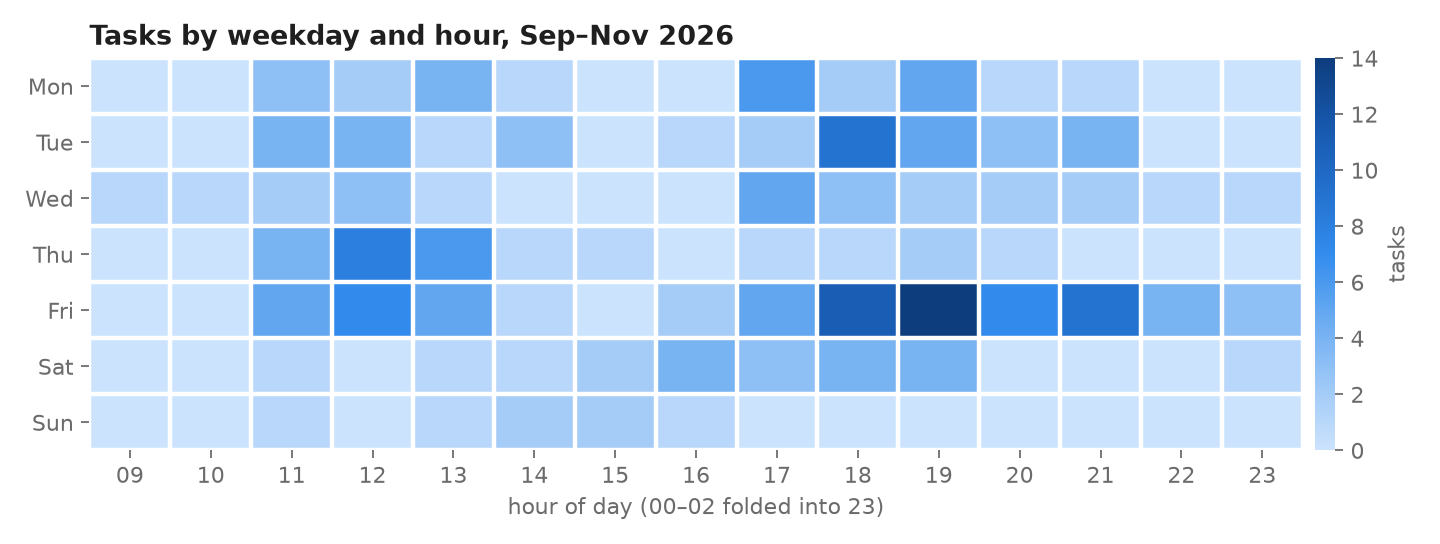 Tasks by weekday and hour, Sep–Nov 2026
Mon
Tue
Wed
Thu
Fri
Sat
Sun
09 10 11 12 13 14 15 16 17 18 19 20 21 22 23
hour of day (00–02 folded into 23)
14
12
10
8
6
4
2
0
tasks